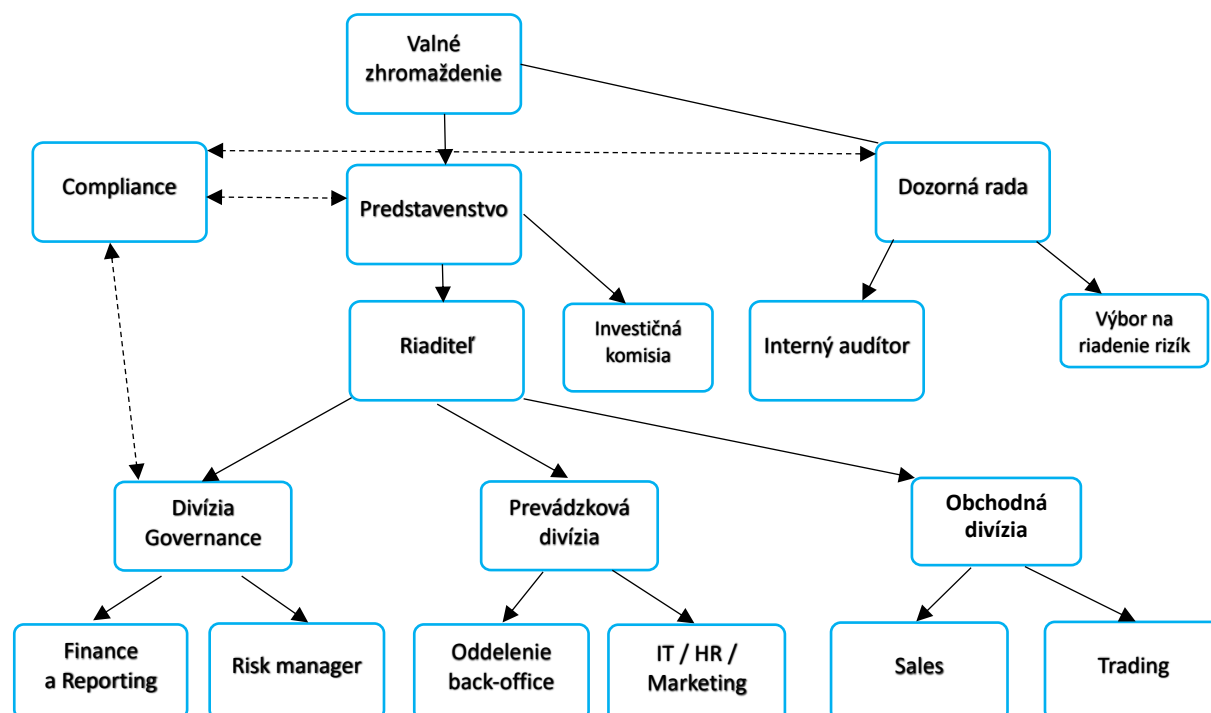 Valné
zhromaždenie
Compliance
Predstavenstvo
Dozorná rada
Riaditeľ
Investičná
komisia
Interný audítor
Výbor na
riadenie rizík
Divízia
Governance
Prevádzková
divízia
Obchodná
divízia
Finance
a Reporting
Risk manager
Oddelenie
back-office
IT / HR /
Marketing
Sales
Trading